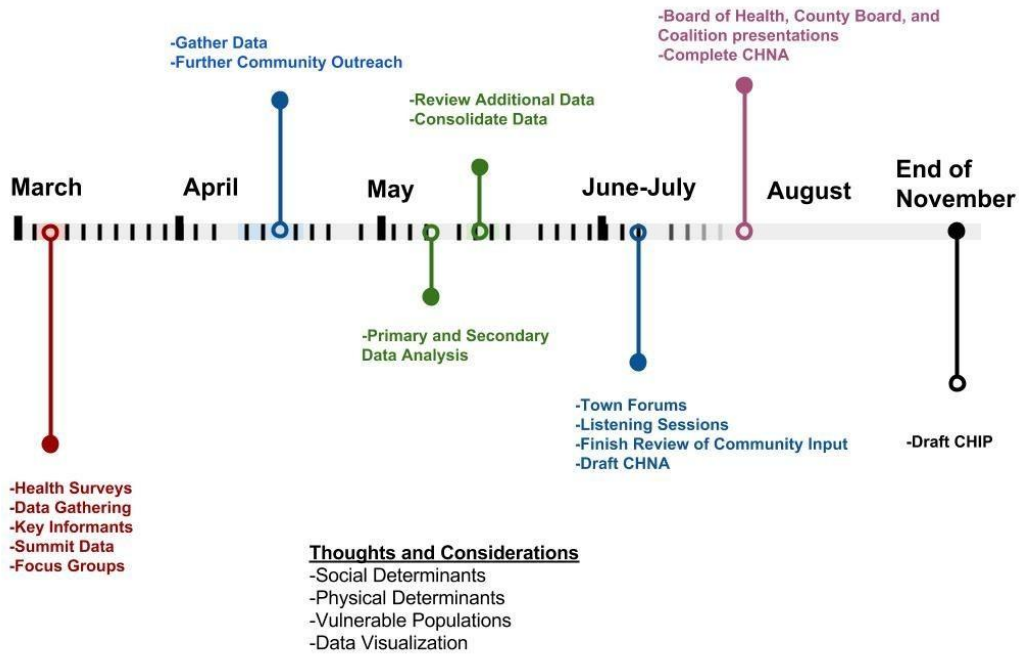 -Board of Health, County Board, and
Coalition presentations
-Complete CHNA
-Gather Data
-Further Community Outreach
-Review Additional Data
-Consolidate Data
March
April
May
June-July
August
End of
November
-Primary and Secondary
Data Analysis
-Town Forums
-Listening Sessions
-Finish Review of Community Input
-Draft CHNA
-Draft CHIP
-Health Surveys
-Data Gathering
-Key Informants
-Summit Data
-Focus Groups
Thoughts and Considerations
-Social Determinants
-Physical Determinants
-Vulnerable Populations
-Data Visualization